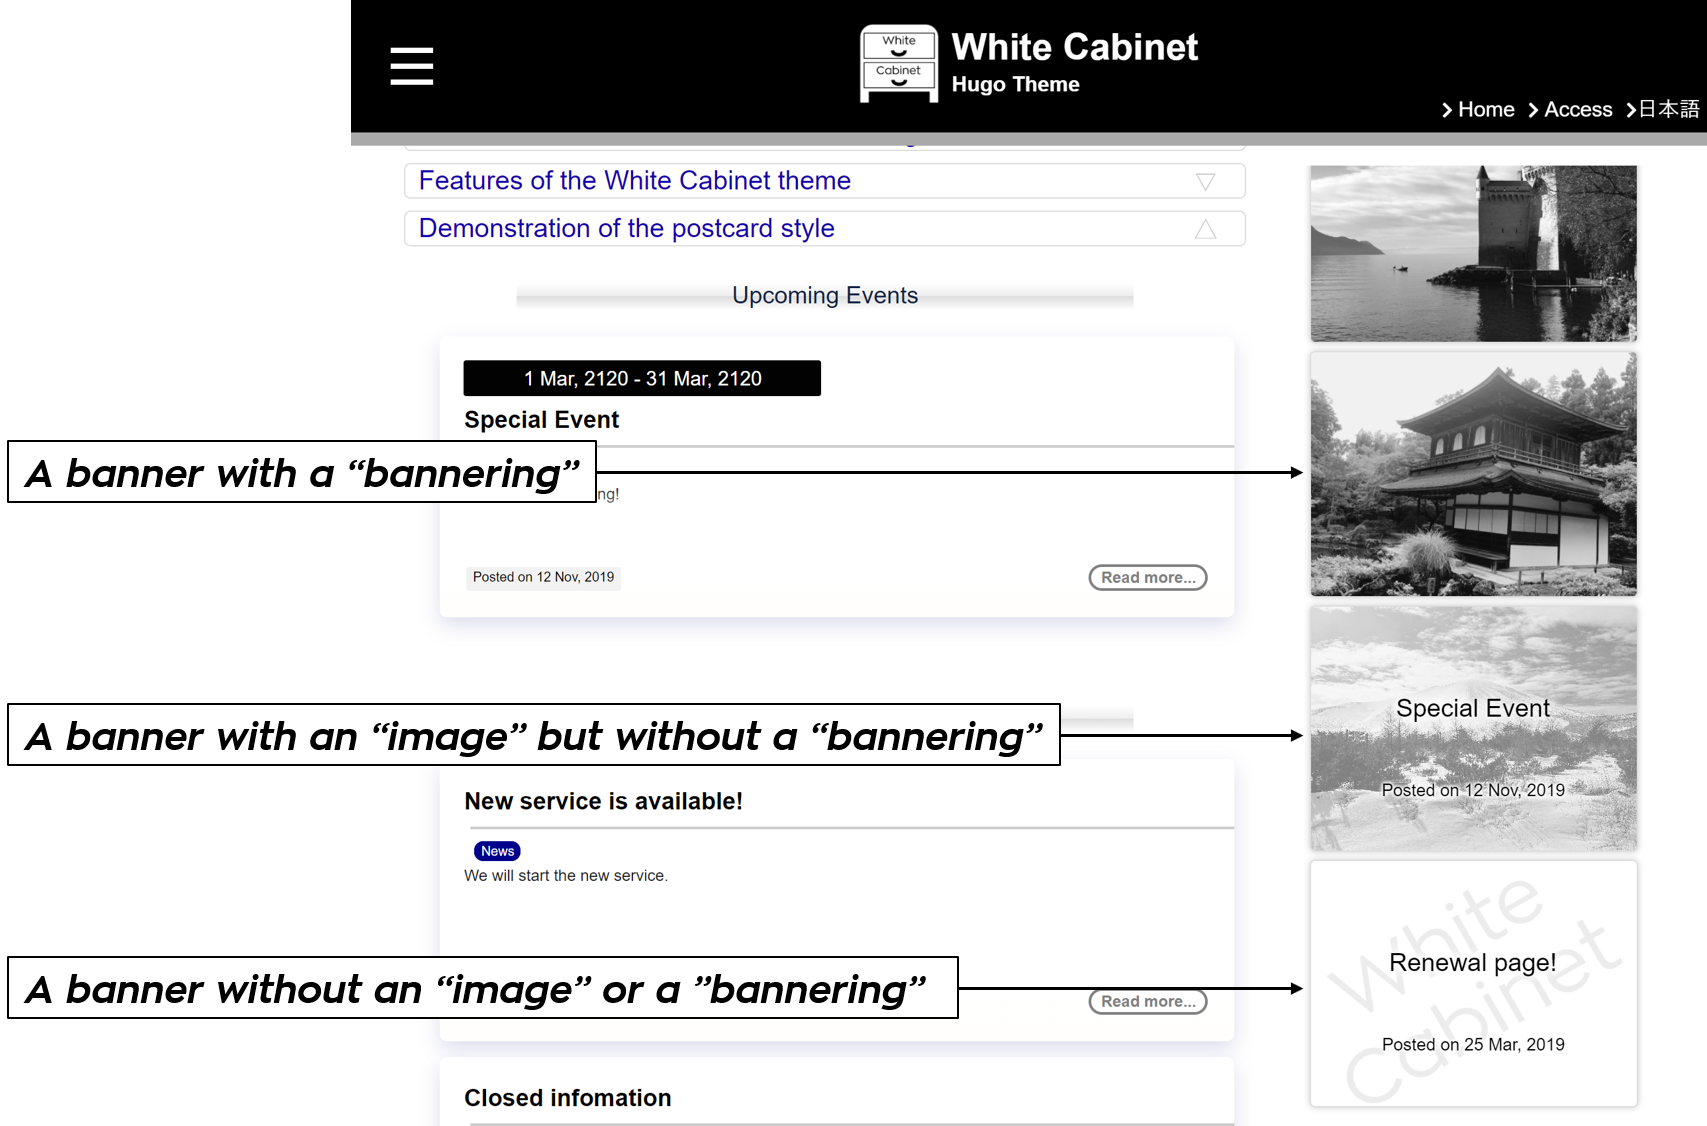 White
Cabinet
White Cabinet
Hugo Theme
Home
Access
日本語
Features of the White Cabinet theme
Demonstration of the postcard style
Upcoming Events
1 Mar, 2120 - 31 Mar, 2120
Special Event
A banner with a “bannering”
ng!
Posted on 12 Nov, 2019
Read more...
A banner with an “image” but without a “bannering”
Special Event
Posted on 12 Nov, 2019
New service is available!
News
We will start the new service.
A banner without an “image” or a ”bannering”
Read more...
White
Cabinet
Renewal page!
Posted on 25 Mar, 2019
Closed infomation